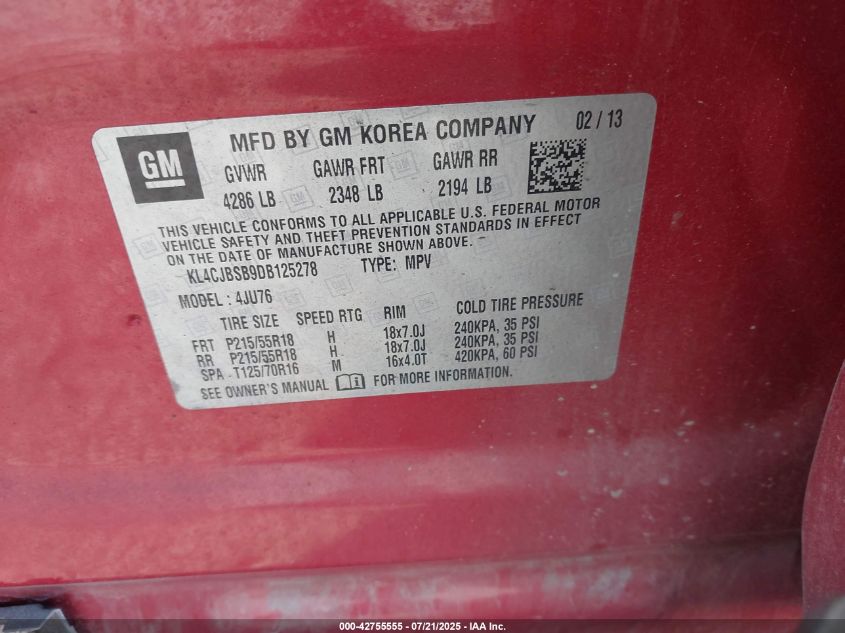 GM
MFD BY GM KOREA COMPANY 02 / 13
GVWR GAWR FRT GAWR RR
4286 LB 2348 LB 2194 LB
THIS VEHICLE CONFORMS TO ALL APPLICABLE U.S. FEDERAL MOTOR
VEHICLE SAFETY AND THEFT PREVENTION STANDARDS IN EFFECT
ON THE DATE OF MANUFACTURE SHOWN ABOVE.
KL4CJBSB9DB125278 TYPE: MPV
MODEL : 4JU76
TIRE SIZE SPEED RTG RIM COLD TIRE PRESSURE
FRT P215/55R18 H 18x7.0J 240KPA, 35 PSI
RR P215/55R18 H 18x7.0J 240KPA, 35 PSI
SPA T125/70R16 M 16x4.0T 420KPA, 60 PSI
SEE OWNER'S MANUAL FOR MORE INFORMATION.
000-42755555 - 07/21/2025 - IAA Inc.